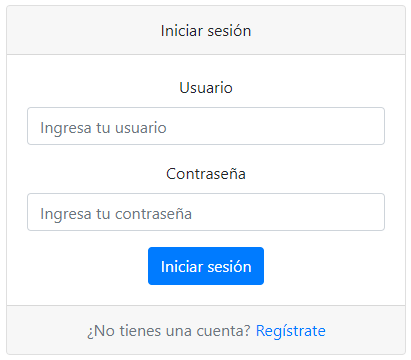 Iniciar sesión
Usuario
Ingresa tu usuario
Contraseña
Ingresa tu contraseña
Iniciar sesión
¿No tienes una cuenta? Regístrate